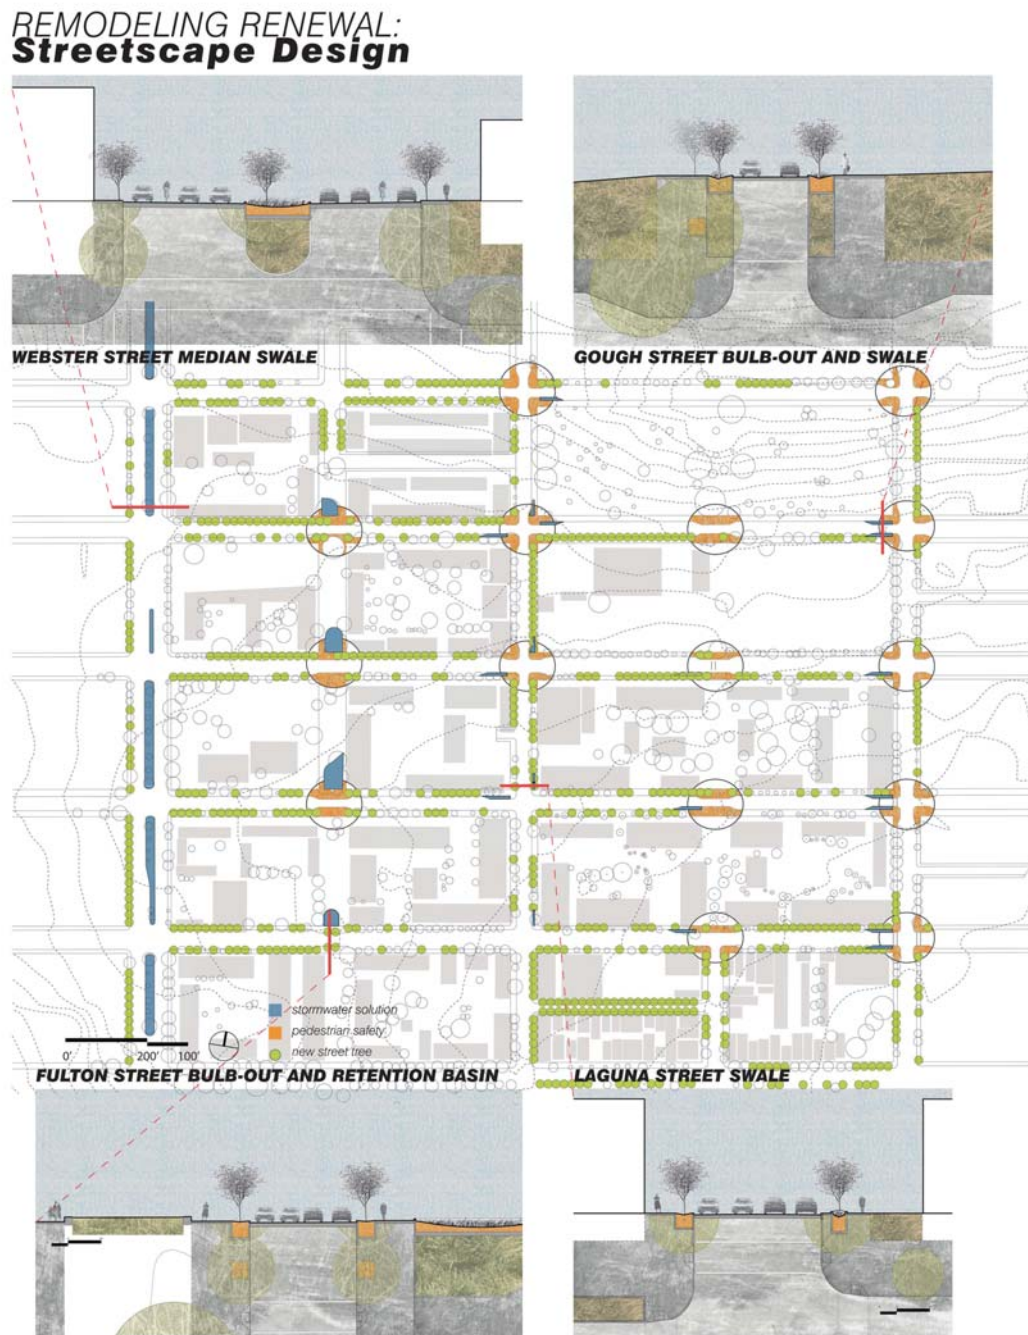 REMODELING RENEWAL:
Streetscape Design
WEBSTER STREET MEDIAN SWALE
GOUGH STREET BULB-OUT AND SWALE
stormwater solution
pedestrian safety
new street tree
0' 200' 100'
FULTON STREET BULB-OUT AND RETENTION BASIN
LAGUNA STREET SWALE